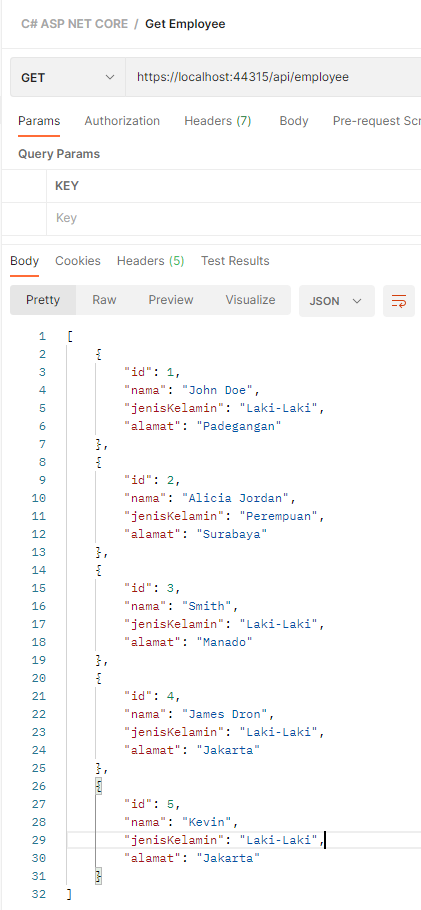 C# ASP NET CORE / Get Employee
GET https://localhost:44315/api/employee
Params Authorization Headers (7) Body Pre-request Scr
Query Params
KEY
Key
Body Cookies Headers (5) Test Results
Pretty Raw Preview Visualize JSON
1 [
2 {
3 "id": 1,
4 "nama": "John Doe",
5 "jenisKelamin": "Laki-Laki",
6 "alamat": "Padegangan"
7 },
8 {
9 "id": 2,
10 "nama": "Alicia Jordan",
11 "jenisKelamin": "Perempuan",
12 "alamat": "Surabaya"
13 },
14 {
15 "id": 3,
16 "nama": "Smith",
17 "jenisKelamin": "Laki-Laki",
18 "alamat": "Manado"
19 },
20 {
21 "id": 4,
22 "nama": "James Dron",
23 "jenisKelamin": "Laki-Laki",
24 "alamat": "Jakarta"
25 },
26 {
27 "id": 5,
28 "nama": "Kevin",
29 "jenisKelamin": "Laki-Laki",
30 "alamat": "Jakarta"
31 }
32 ]